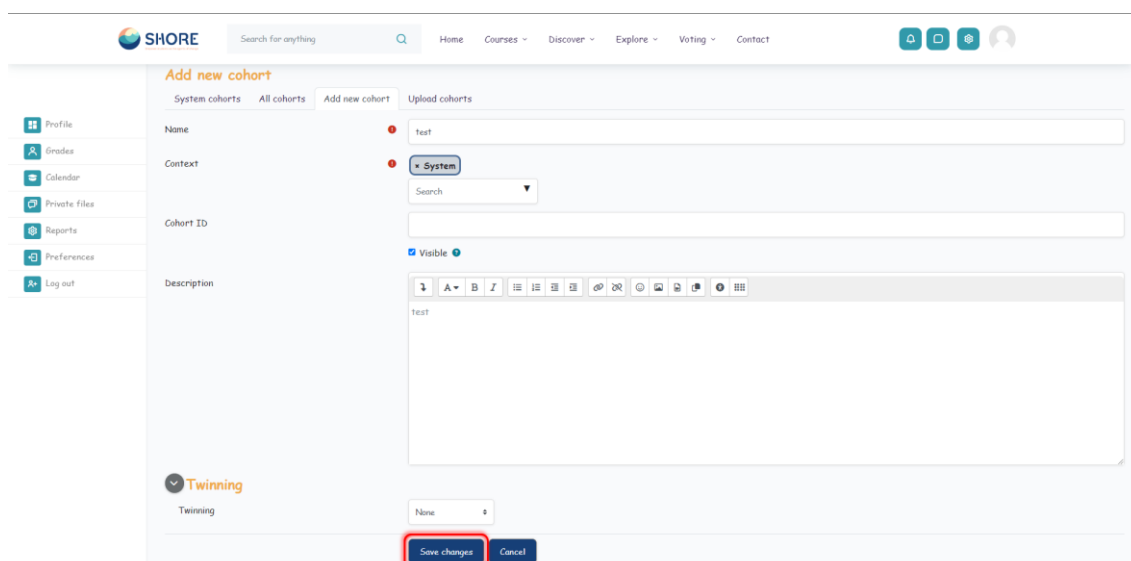 SHORE
Search for anything
Home Courses Discover Explore Voting Contact
Add new cohort
System cohorts All cohorts Add new cohort Upload cohorts
Profile
Grades
Calendar
Private files
Reports
Preferences
Log out
Name
test
Context
× System
Search
Cohort ID
Visible
Description
A B I
test
Twinning
Twinning
None
Save changes Cancel